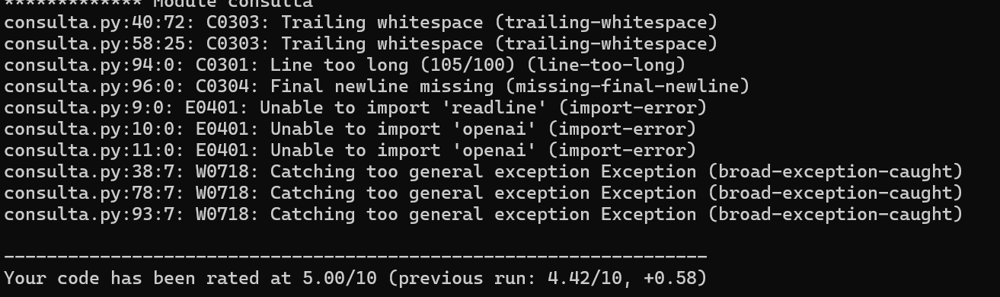 ************* Module consulta
consulta.py:40:72: C0303: Trailing whitespace (trailing-whitespace)
consulta.py:58:25: C0303: Trailing whitespace (trailing-whitespace)
consulta.py:94:0: C0301: Line too long (105/100) (line-too-long)
consulta.py:96:0: C0304: Final newline missing (missing-final-newline)
consulta.py:9:0: E0401: Unable to import 'readline' (import-error)
consulta.py:10:0: E0401: Unable to import 'openai' (import-error)
consulta.py:11:0: E0401: Unable to import 'openai' (import-error)
consulta.py:38:7: W0718: Catching too general exception Exception (broad-exception-caught)
consulta.py:78:7: W0718: Catching too general exception Exception (broad-exception-caught)
consulta.py:93:7: W0718: Catching too general exception Exception (broad-exception-caught)
------------------------------------------------------------------
Your code has been rated at 5.00/10 (previous run: 4.42/10, +0.58)